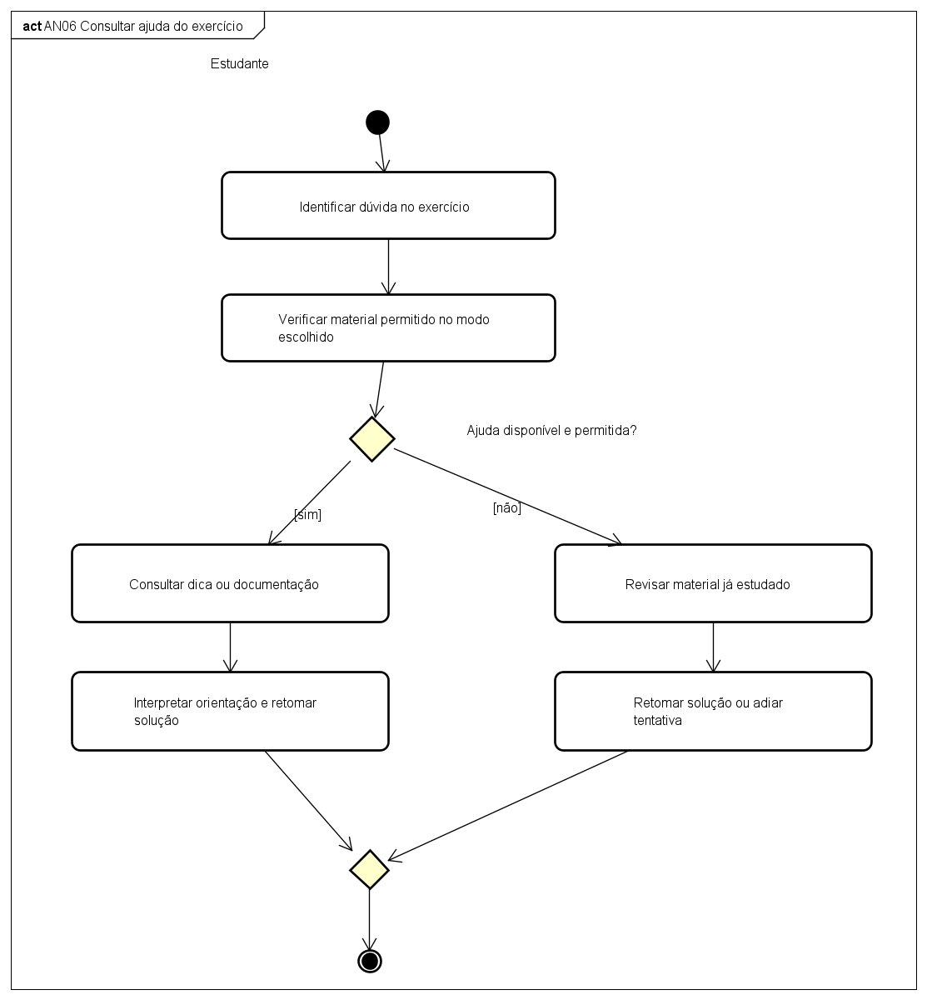 act AN06 Consultar ajuda do exercício
Estudante
Identificar dúvida no exercício
Verificar material permitido no modo
escolhido
Ajuda disponível e permitida?
[sim]
[não]
Consultar dica ou documentação
Revisar material já estudado
Interpretar orientação e retomar
solução
Retomar solução ou adiar
tentativa